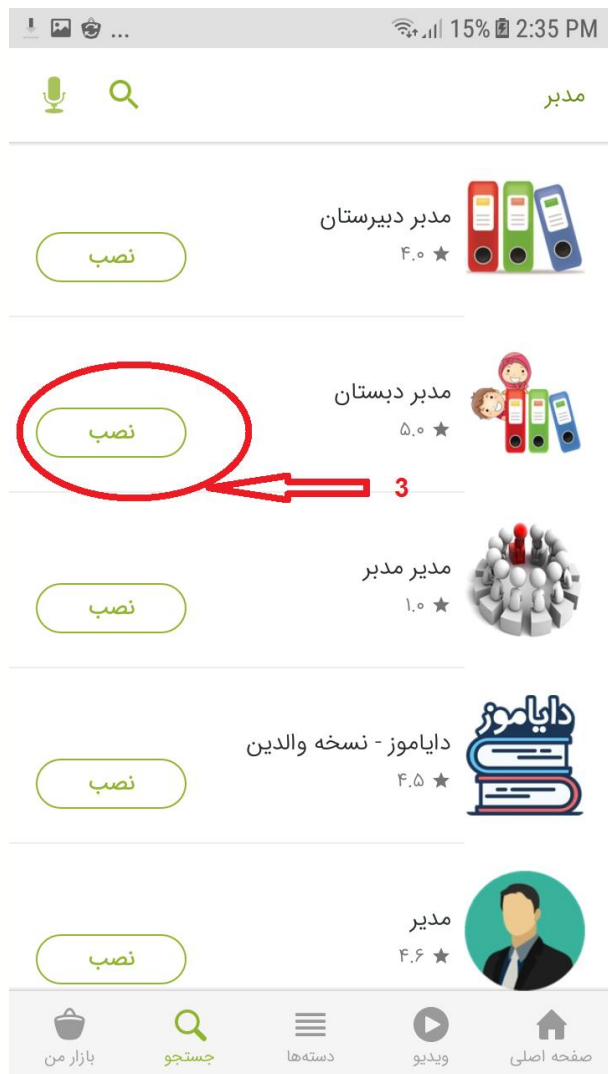 ... 15% 2:35 PM
مدبر
مدبر دبیرستان
۴.۰ ★
نصب
مدبر دبستان
۵.۰ ★
نصب
3
مدیر مدبر
۱.۰ ★
نصب
دایاموز
دایاموز - نسخه والدین
۴.۵ ★
نصب
مدیر
۴.۶ ★
نصب
صفحه اصلی ویدیو دسته‌ها جستجو بازار من